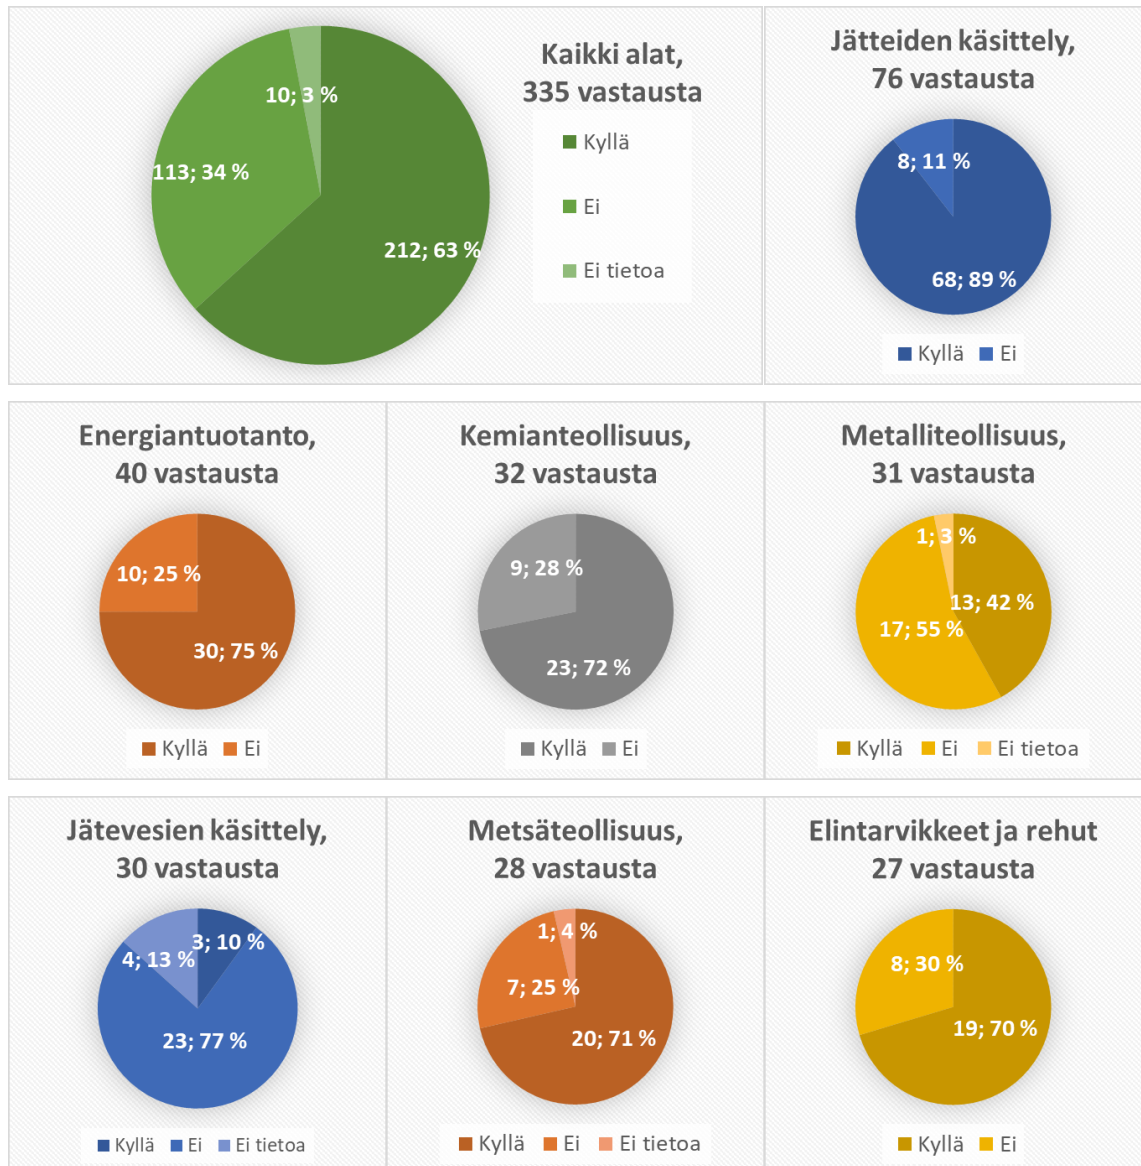 Kaikki alat,
335 vastausta
10; 3 %
113; 34 %
212; 63 %
Kyllä
Ei
Ei tietoa
Jätteiden käsittely,
76 vastausta
8; 11 %
68; 89 %
Kyllä Ei
Energiantuotanto,
40 vastausta
10; 25 %
30; 75 %
Kyllä Ei
Kemianteollisuus,
32 vastausta
9; 28 %
23; 72 %
Kyllä Ei
Metalliteollisuus,
31 vastausta
1; 3 %
13; 42 %
17; 55 %
Kyllä Ei Ei tietoa
Jätevesien käsittely,
30 vastausta
3; 10 %
4; 13 %
23; 77 %
Kyllä Ei Ei tietoa
Metsäteollisuus,
28 vastausta
1; 4 %
7; 25 %
20; 71 %
Kyllä Ei Ei tietoa
Elintarvikkeet ja rehut
27 vastausta
8; 30 %
19; 70 %
Kyllä Ei